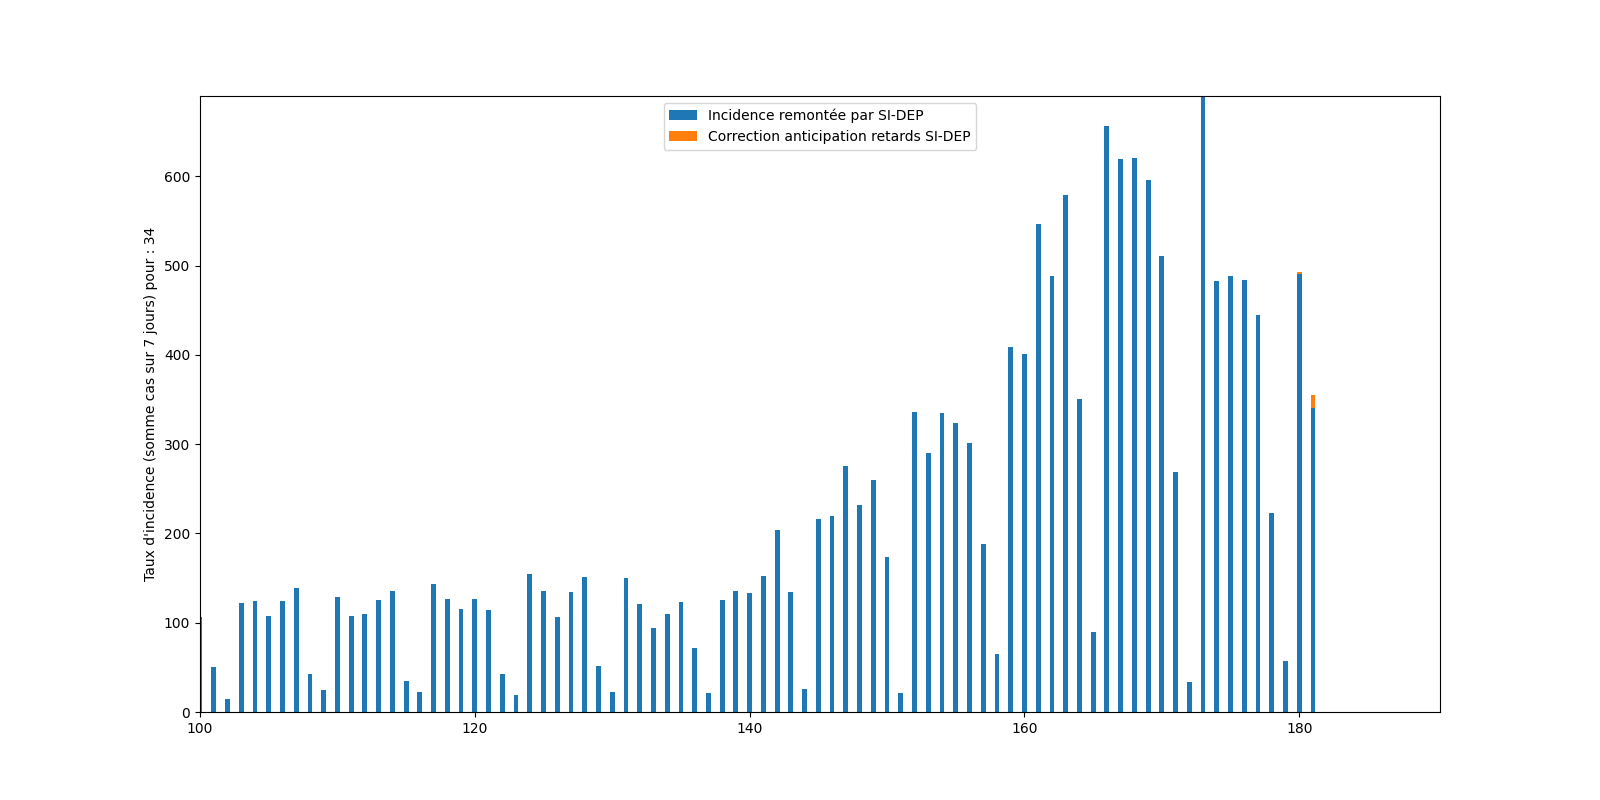 Incidence remontée par SI-DEP
Correction anticipation retards SI-DEP
Taux d'incidence (somme cas sur 7 jours) pour : 34
600
500
400
300
200
100
0
100 120 140 160 180